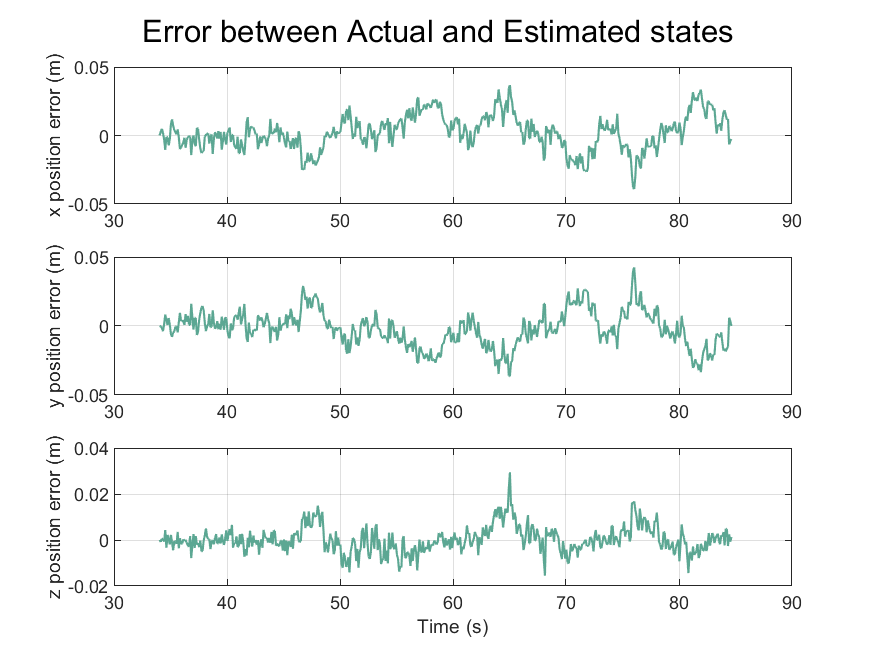 Error between Actual and Estimated states
x position error (m)
0.05
0
-0.05
30 40 50 60 70 80 90
y position error (m)
0.05
0
-0.05
30 40 50 60 70 80 90
z position error (m)
0.04
0.02
0
-0.02
30 40 50 60 70 80 90
Time (s)